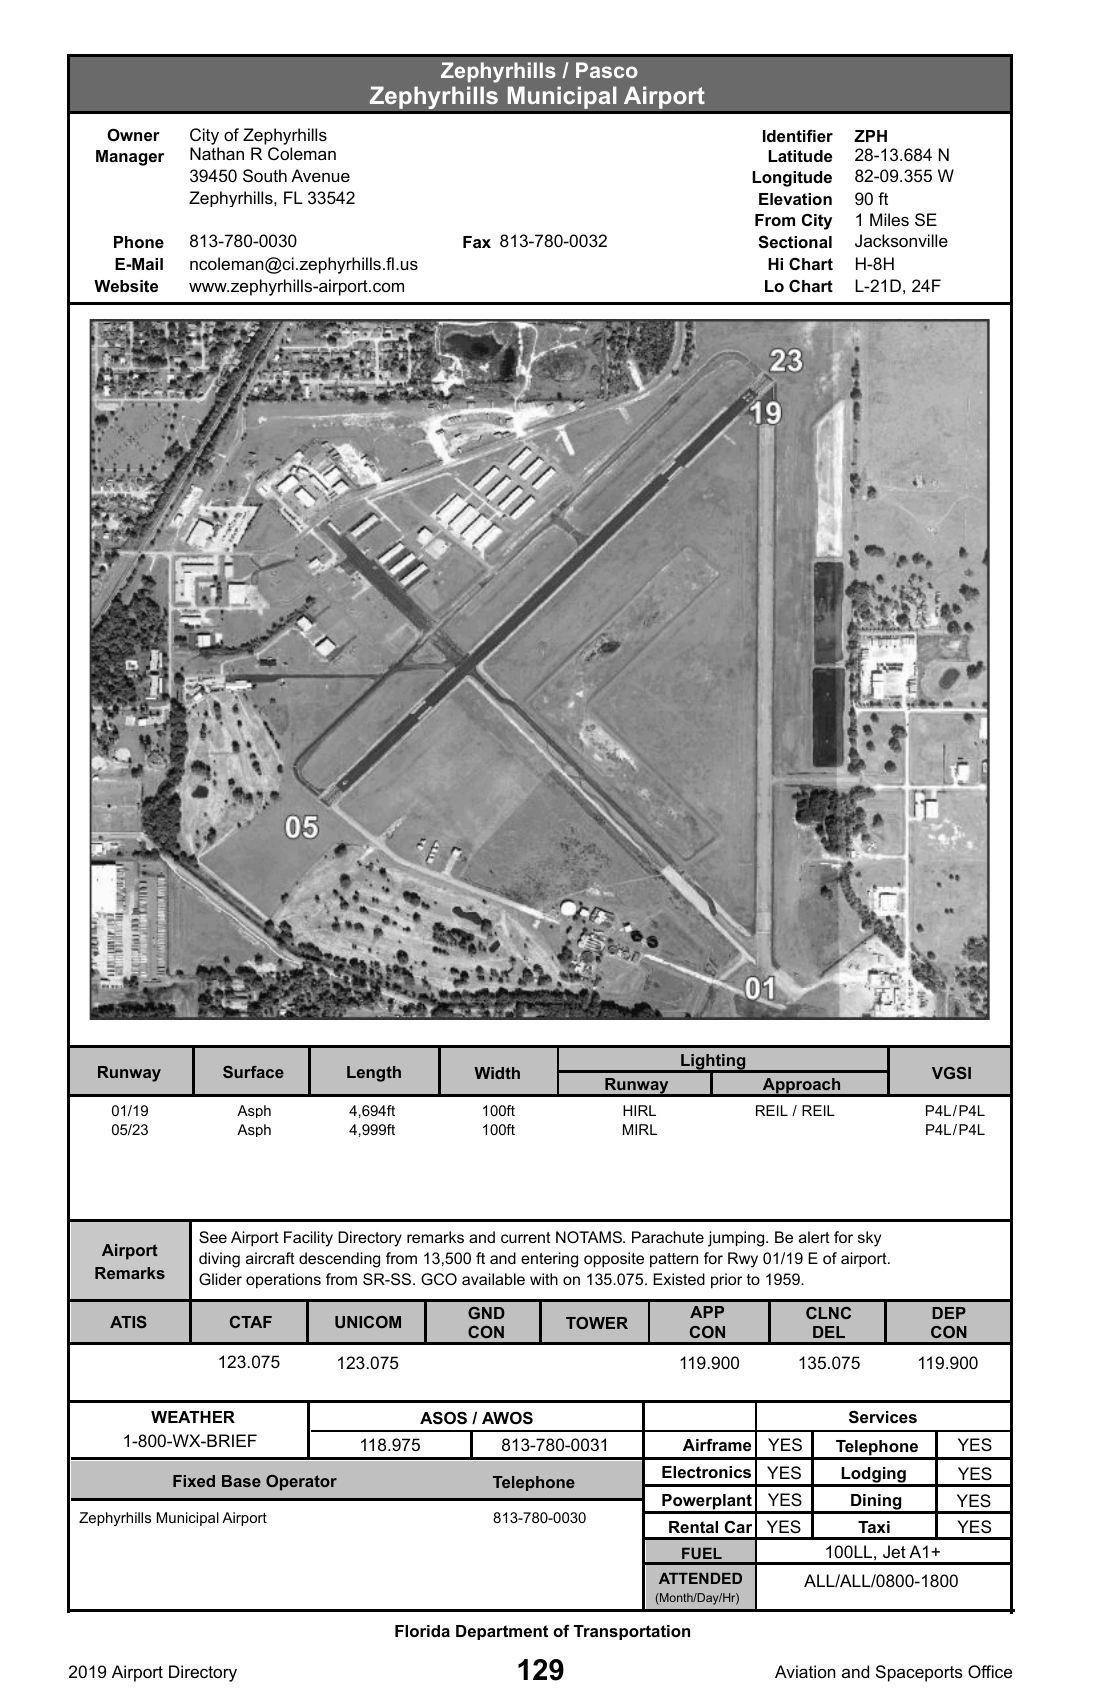 Zephyrhills / Pasco
Zephyrhills Municipal Airport
Owner City of Zephyrhills
Manager Nathan R Coleman
39450 South Avenue
Zephyrhills, FL 33542
Phone 813-780-0030 Fax 813-780-0032
E-Mail ncoleman@ci.zephyrhills.fl.us
Website www.zephyrhills-airport.com
Identifier ZPH
Latitude 28-13.684 N
Longitude 82-09.355 W
Elevation 90 ft
From City 1 Miles SE
Sectional Jacksonville
Hi Chart H-8H
Lo Chart L-21D, 24F
23
19
05
01
Runway Surface Length Width Lighting VGSI
Runway Approach
01/19 Asph 4,694ft 100ft HIRL REIL / REIL P4L/P4L
05/23 Asph 4,999ft 100ft MIRL P4L/P4L
Airport Remarks
See Airport Facility Directory remarks and current NOTAMS. Parachute jumping. Be alert for sky
diving aircraft descending from 13,500 ft and entering opposite pattern for Rwy 01/19 E of airport.
Glider operations from SR-SS. GCO available with on 135.075. Existed prior to 1959.
ATIS CTAF UNICOM GND CON TOWER APP CON CLNC DEL DEP CON
123.075 123.075 119.900 135.075 119.900
WEATHER
1-800-WX-BRIEF
ASOS / AWOS
118.975 813-780-0031
Fixed Base Operator Telephone
Zephyrhills Municipal Airport 813-780-0030
Services
Airframe YES Telephone YES
Electronics YES Lodging YES
Powerplant YES Dining YES
Rental Car YES Taxi YES
FUEL 100LL, Jet A1+
ATTENDED ALL/ALL/0800-1800
(Month/Day/Hr)
Florida Department of Transportation
2019 Airport Directory 129 Aviation and Spaceports Office